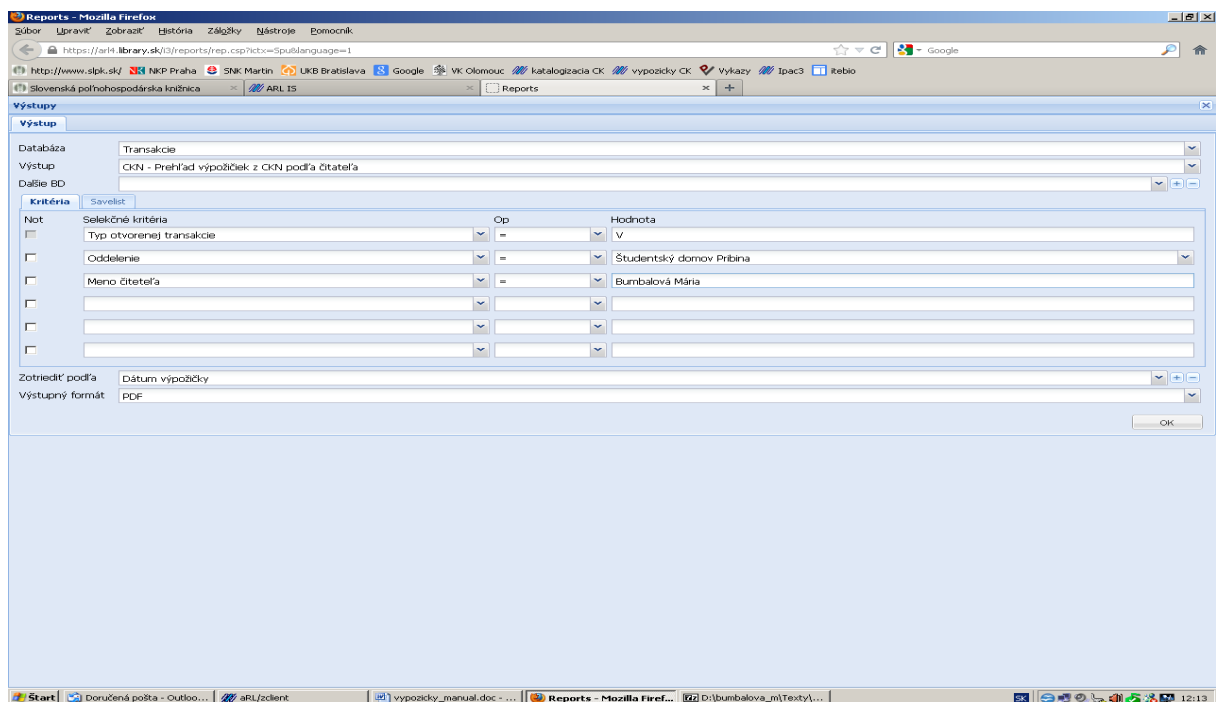 Reports - Mozilla Firefox
Súbor Upraviť Zobraziť História Záložky Nástroje Pomocník
https://arl4.library.sk/i3/reports/rep.csp?ictx=Spu&language=1 Google
http://www.slpk.sk/ NKP Praha SNK Martin UKB Bratislava Google VK Olomouc katalogizacia CK vypozicky CK Vykazy Ipac3 Rebio
Slovenská poľnohospodárska knižnica ARL IS Reports
Výstupy
Výstup
Databáza Transakcie
Výstup CKN - Prehľad výpožičiek z CKN podľa čitateľa
Dalšie BD
Kritéria Savelist
Not Selekčné kritéria Op Hodnota
Typ otvorenej transakcie = V
Oddelenie = Študentský domov Pribina
Meno čiteteľa = Bumbalová Mária
Zotriediť podľa Dátum výpožičky
Výstupný formát PDF
OK
Štart Doručená pošta - Outloo... aRL/zclient vypozicky_manual.doc - ... Reports - Mozilla Firef... D:\bumbalova_m\Texty\... SK 12:13